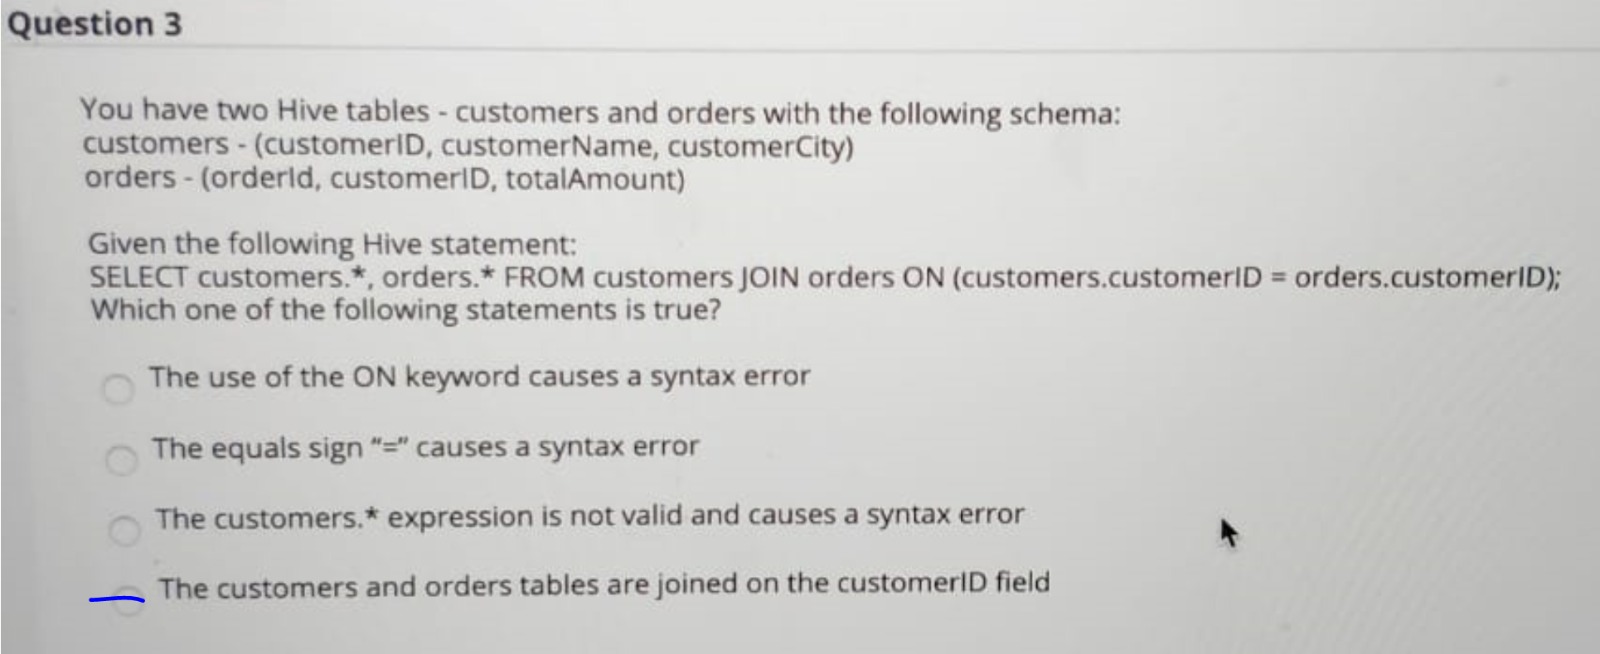 Question 3
You have two Hive tables - customers and orders with the following schema:
customers - (customerID, customerName, customerCity)
orders - (orderId, customerID, totalAmount)
Given the following Hive statement:
SELECT customers.*, orders.* FROM customers JOIN orders ON (customers.customerID = orders.customerID);
Which one of the following statements is true?
The use of the ON keyword causes a syntax error
The equals sign “=” causes a syntax error
The customers.* expression is not valid and causes a syntax error
The customers and orders tables are joined on the customerID field